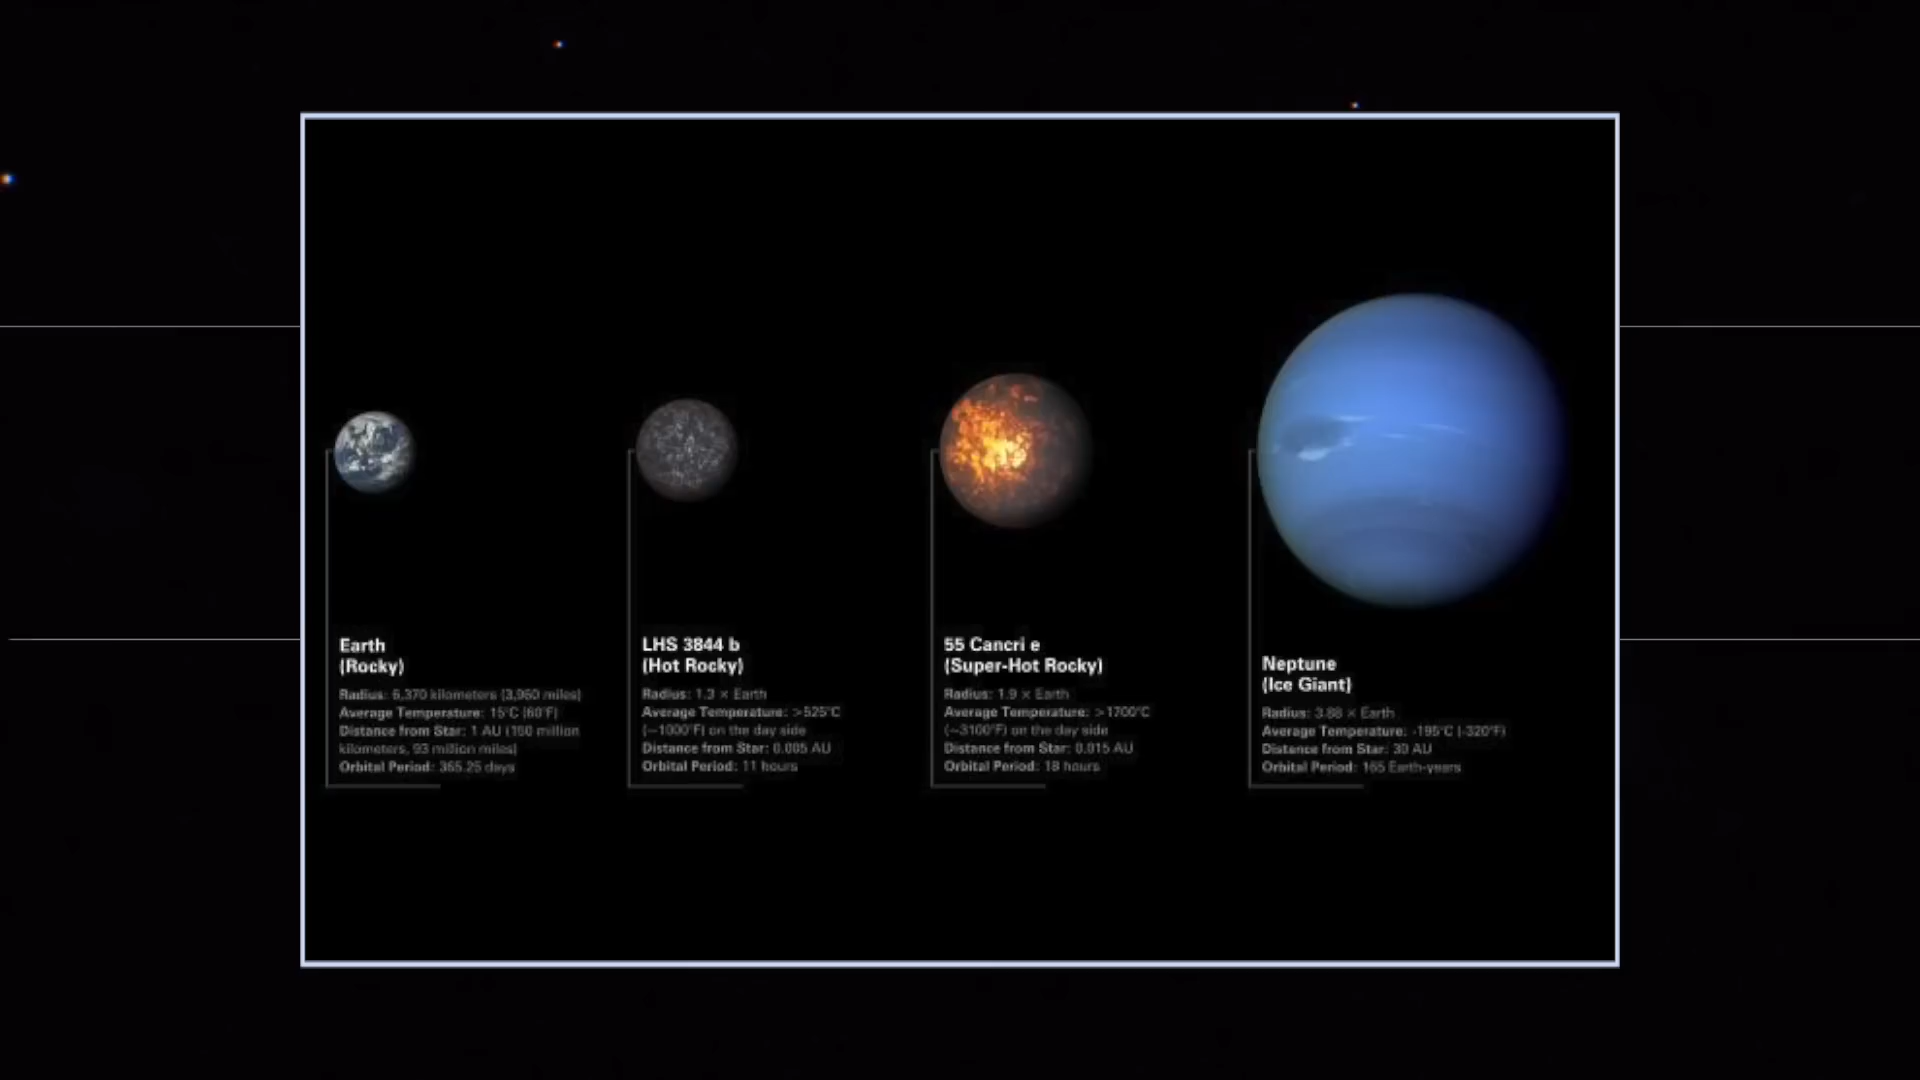 Earth
(Rocky)
Radius: 6,370 kilometers (3,960 miles)
Average Temperature: 15°C (60°F)
Distance from Star: 1 AU (150 million
kilometers, 93 million miles)
Orbital Period: 365.25 days
LHS 3844 b
(Hot Rocky)
Radius: 1.3 × Earth
Average Temperature: >525°C
(~1000°F) on the day side
Distance from Star: 0.005 AU
Orbital Period: 11 hours
55 Cancri e
(Super-Hot Rocky)
Radius: 1.9 × Earth
Average Temperature: >1700°C
(~3100°F) on the day side
Distance from Star: 0.015 AU
Orbital Period: 18 hours
Neptune
(Ice Giant)
Radius: 3.88 × Earth
Average Temperature: -195°C (-320°F)
Distance from Star: 30 AU
Orbital Period: 165 Earth-years